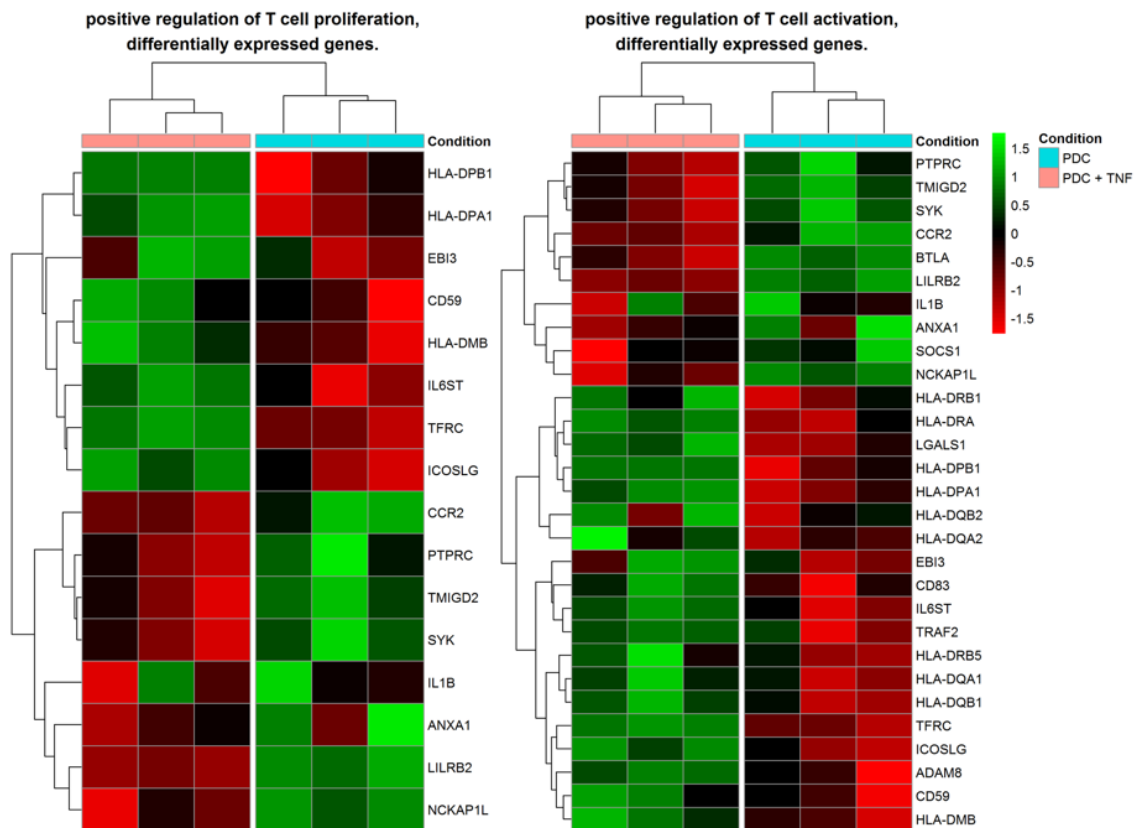 positive regulation of T cell proliferation,
differentially expressed genes.
Condition
HLA-DPB1
HLA-DPA1
EBI3
CD59
HLA-DMB
IL6ST
TFRC
ICOSLG
CCR2
PTPRC
TMIGD2
SYK
IL1B
ANXA1
LILRB2
NCKAP1L
positive regulation of T cell activation,
differentially expressed genes.
Condition
PTPRC
TMIGD2
SYK
CCR2
BTLA
LILRB2
IL1B
ANXA1
SOCS1
NCKAP1L
HLA-DRB1
HLA-DRA
LGALS1
HLA-DPB1
HLA-DPA1
HLA-DQB2
HLA-DQA2
EBI3
CD83
IL6ST
TRAF2
HLA-DRB5
HLA-DQA1
HLA-DQB1
TFRC
ICOSLG
ADAM8
CD59
HLA-DMB
1.5
1
0.5
0
-0.5
-1
-1.5
Condition
PDC
PDC + TNF